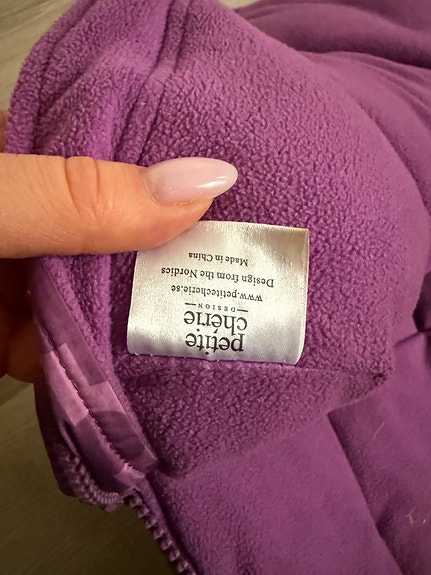 petite
chérie
— DESIGN —
www.petitecherie.se
Design from the Nordics
Made in China